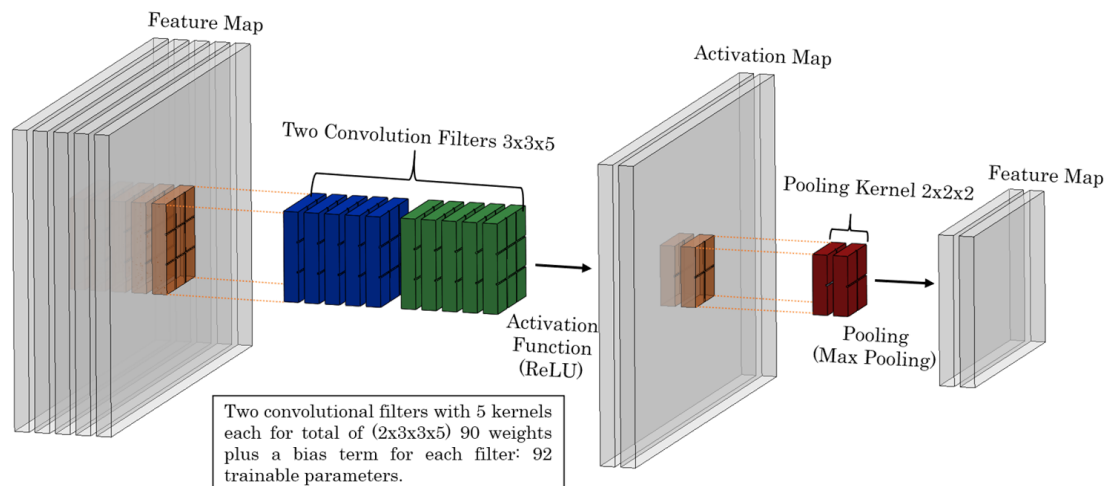 Feature Map
Two Convolution Filters 3x3x5
Activation
Function
(ReLU)
Activation Map
Pooling Kernel 2x2x2
Pooling
(Max Pooling)
Feature Map
Two convolutional filters with 5 kernels
each for total of (2x3x3x5) 90 weights
plus a bias term for each filter: 92
trainable parameters.